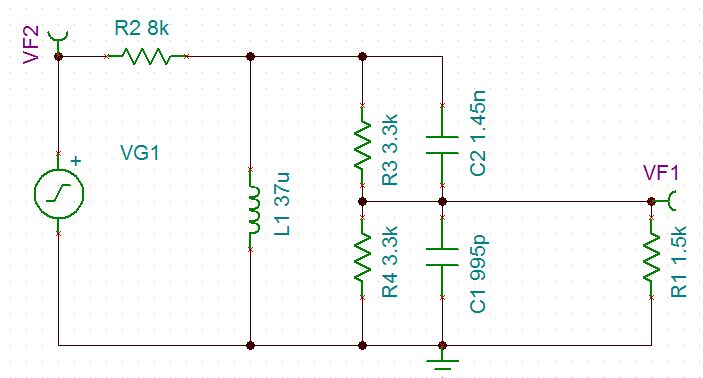 VF2
R2 8k
VG1
+
L1 37u
R3 3.3k
C2 1.45n
VF1
R4 3.3k
C1 995p
R1 1.5k